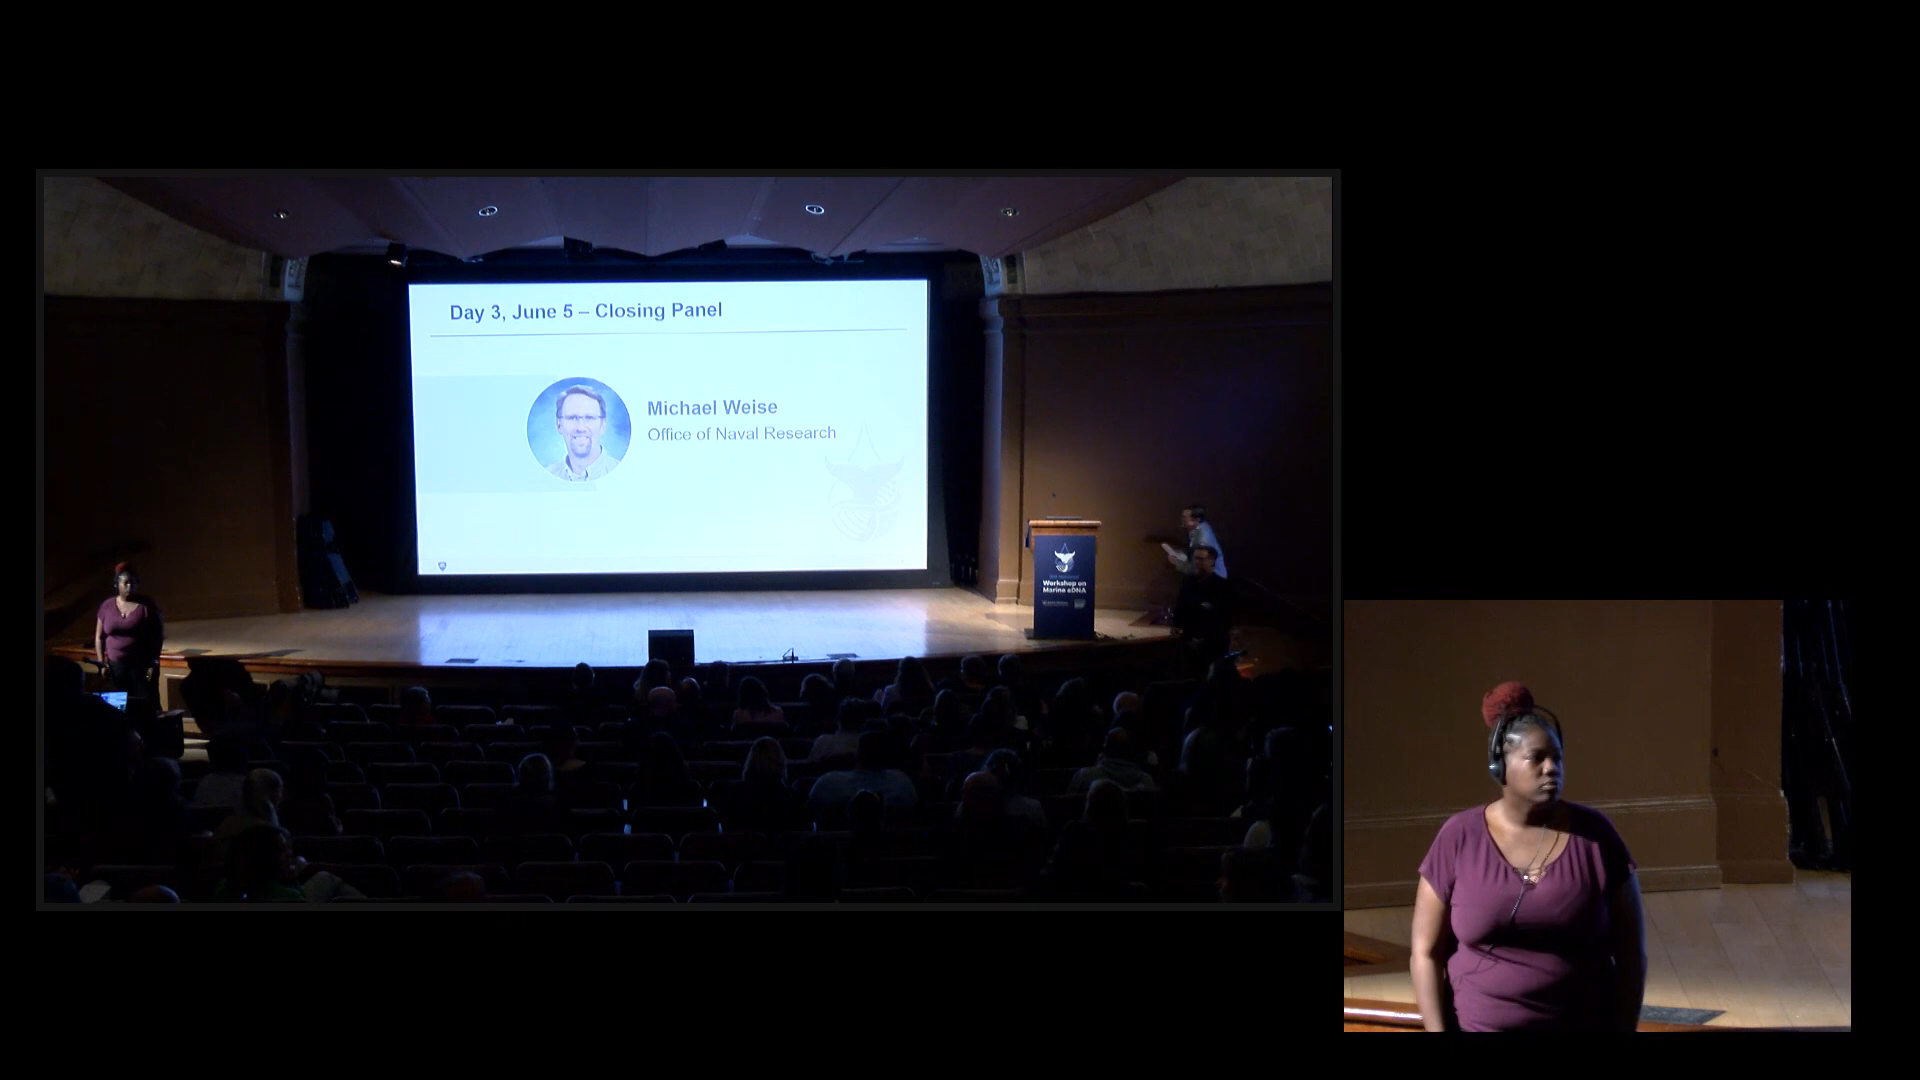 Day 3, June 5 – Closing Panel
Michael Weise
Office of Naval Research
Workshop on
Marine eDNA